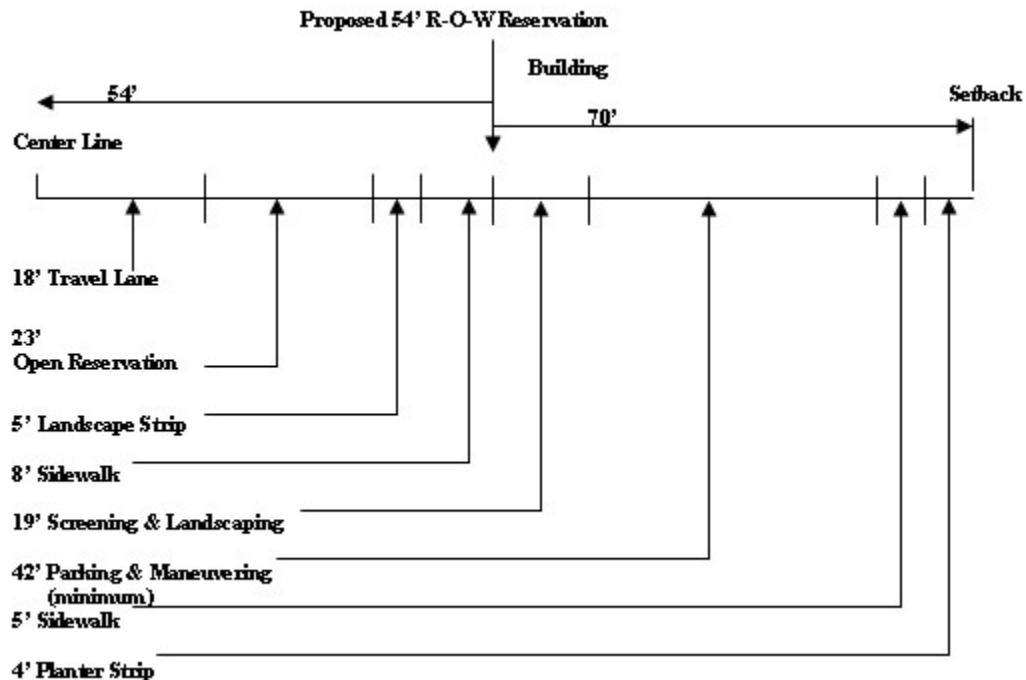 Proposed 54’ R-O-W Reservation
Building
54’
Setback
70’
Center Line
18’ Travel Lane
23’
Open Reservation
5’ Landscape Strip
8’ Sidewalk
19’ Screening & Landscaping
42’ Parking & Maneuvering
(minimum)
5’ Sidewalk
4’ Planter Strip